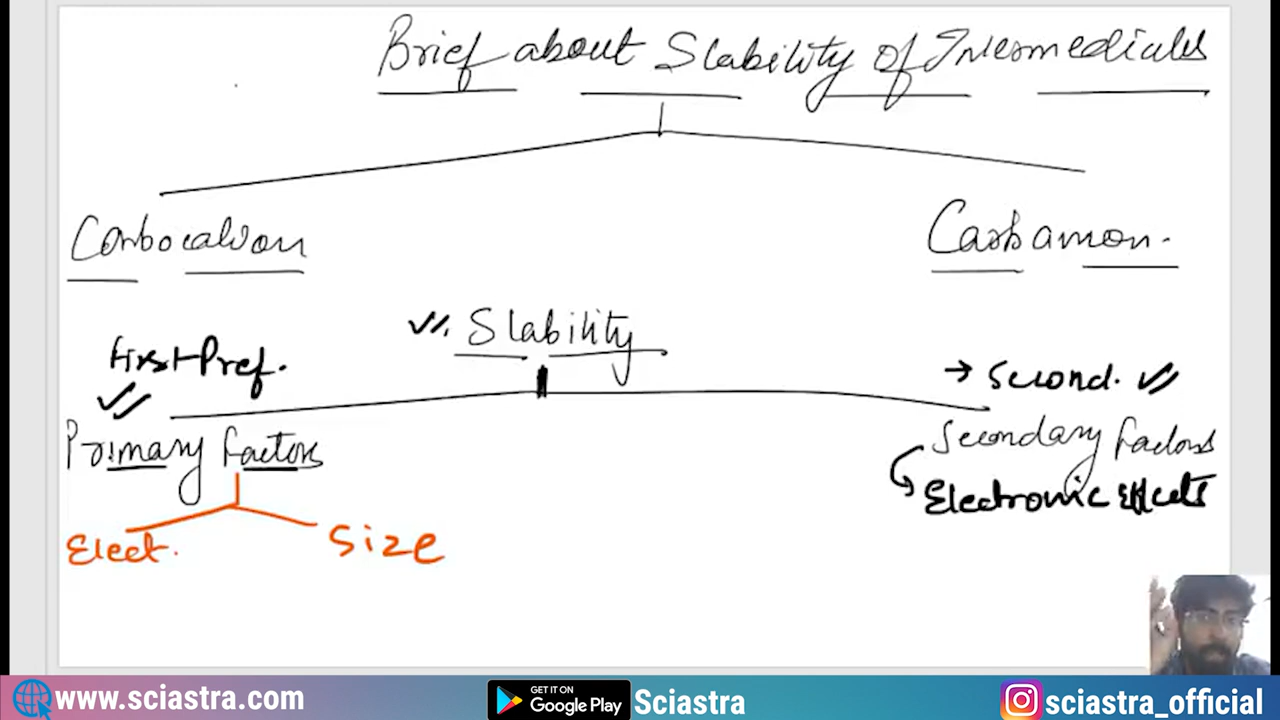 Brief about Stability of Intermediates
Carbocation
Carbanion.
Stability
First Pref.
→ Second.
Primary Factors
Secondary Factors
Electronic Effects
Elect.
Size
www.sciastra.com
GET IT ON
Google Play
Sciastra
sciastra_official